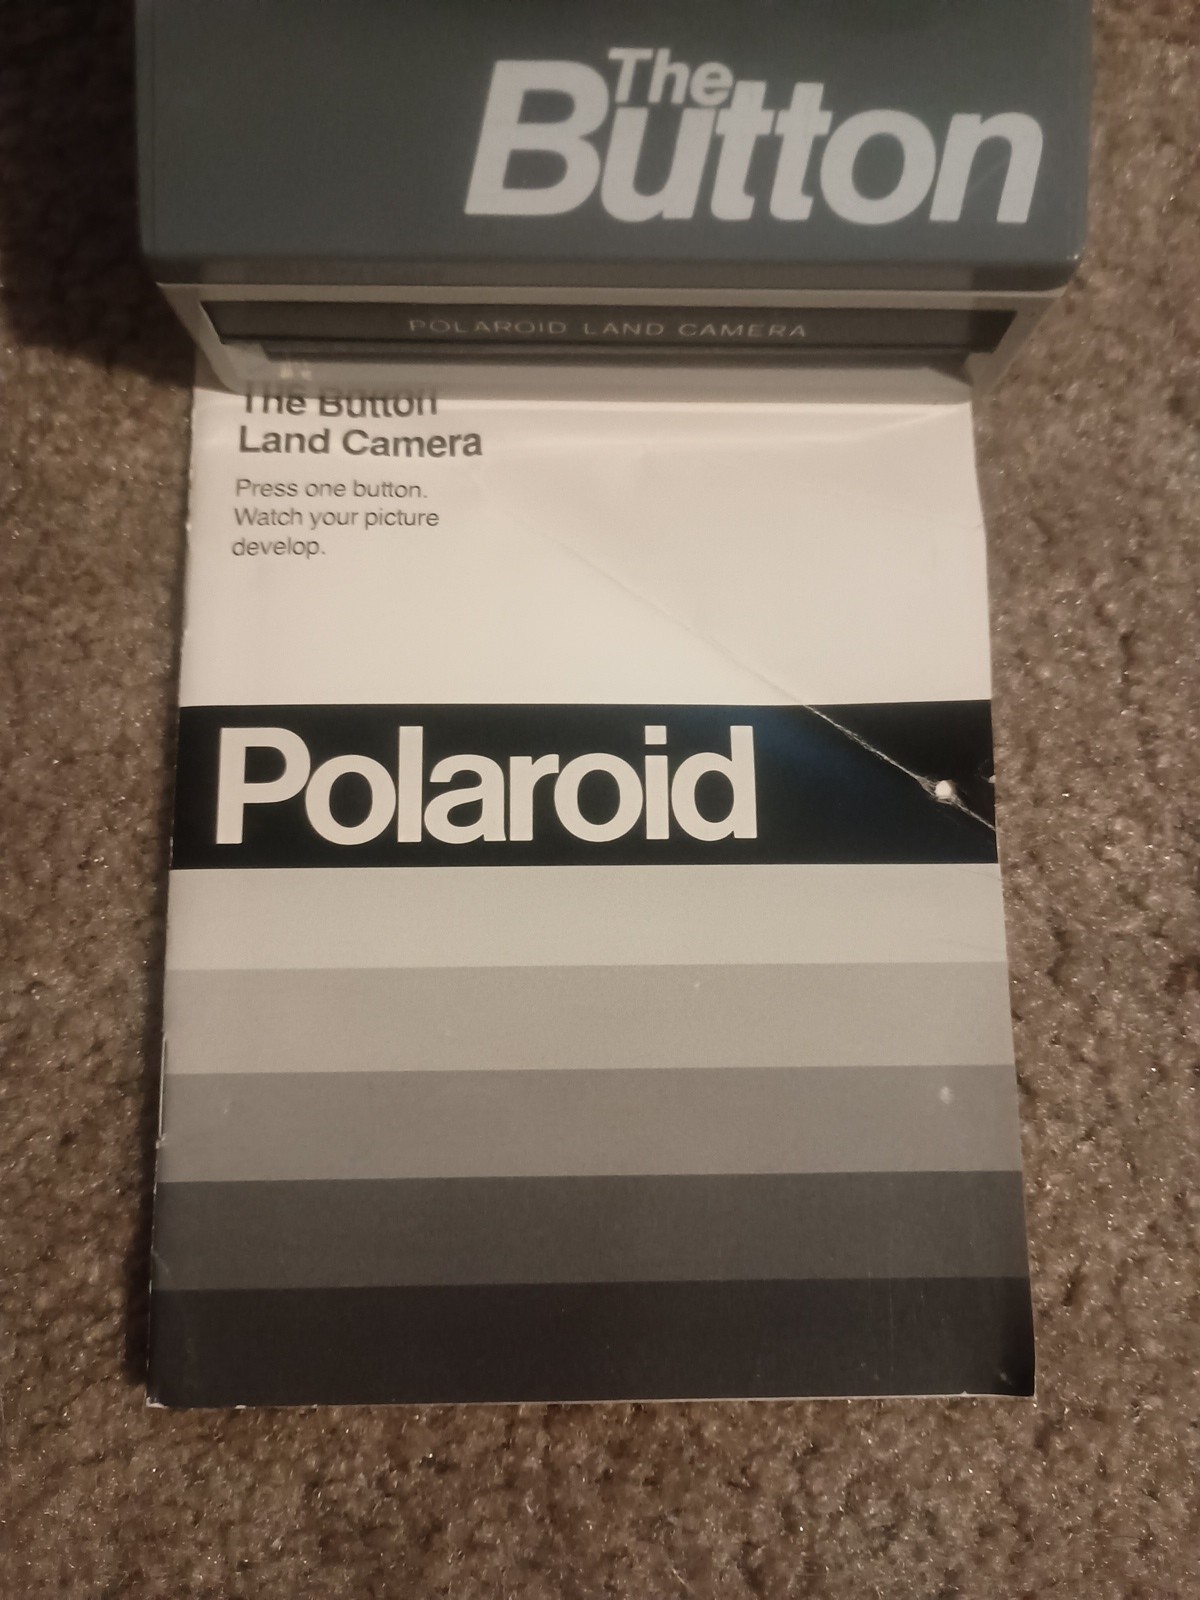 The
Button
POLAROID LAND CAMERA
The Button
Land Camera
Press one button.
Watch your picture
develop.
Polaroid